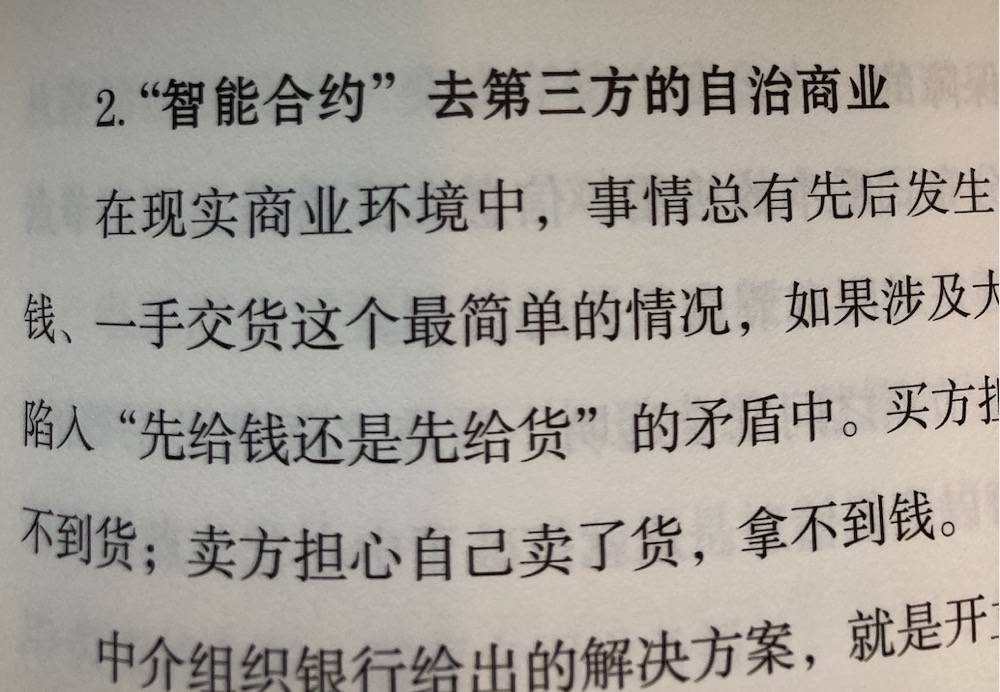 2.“智能合约”去第三方的自治商业
在现实商业环境中，事情总有先后发生
钱、一手交货这个最简单的情况，如果涉及大
陷入“先给钱还是先给货”的矛盾中。买方担
不到货；卖方担心自己卖了货，拿不到钱。
中介组织银行给出的解决方案，就是开